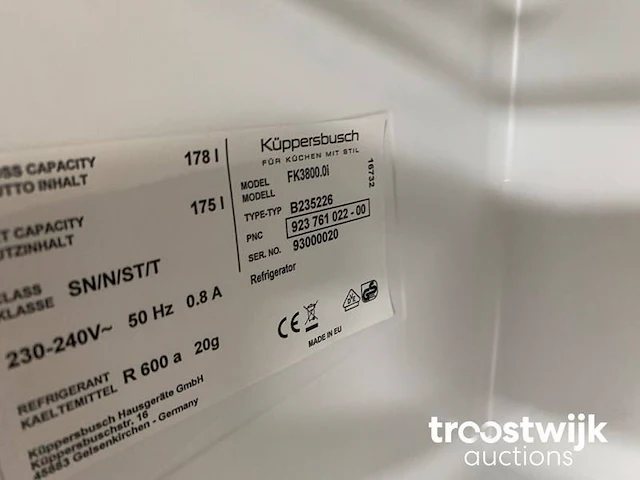 OSS CAPACITY 178 l
UTTO INHALT
ET CAPACITY 175 l
UTZINHALT
LASS SN/N/ST/T
KLASSE
230-240V~ 50 Hz 0.8 A
REFRIGERANT R 600 a 20g
KAELTEMITTEL
Küppersbusch Hausgeräte GmbH
Küppersbuschstr. 16
45883 Gelsenkirchen - Germany
Küppersbusch
FÜR KÜCHEN MIT STIL
MODEL FK3800.0i
MODELL
16732
TYPE-TYP B235226
PNC 923 761 022 - 00
SER. NO. 93000020
Refrigerator
CE
MADE IN EU
troostwijk
auctions